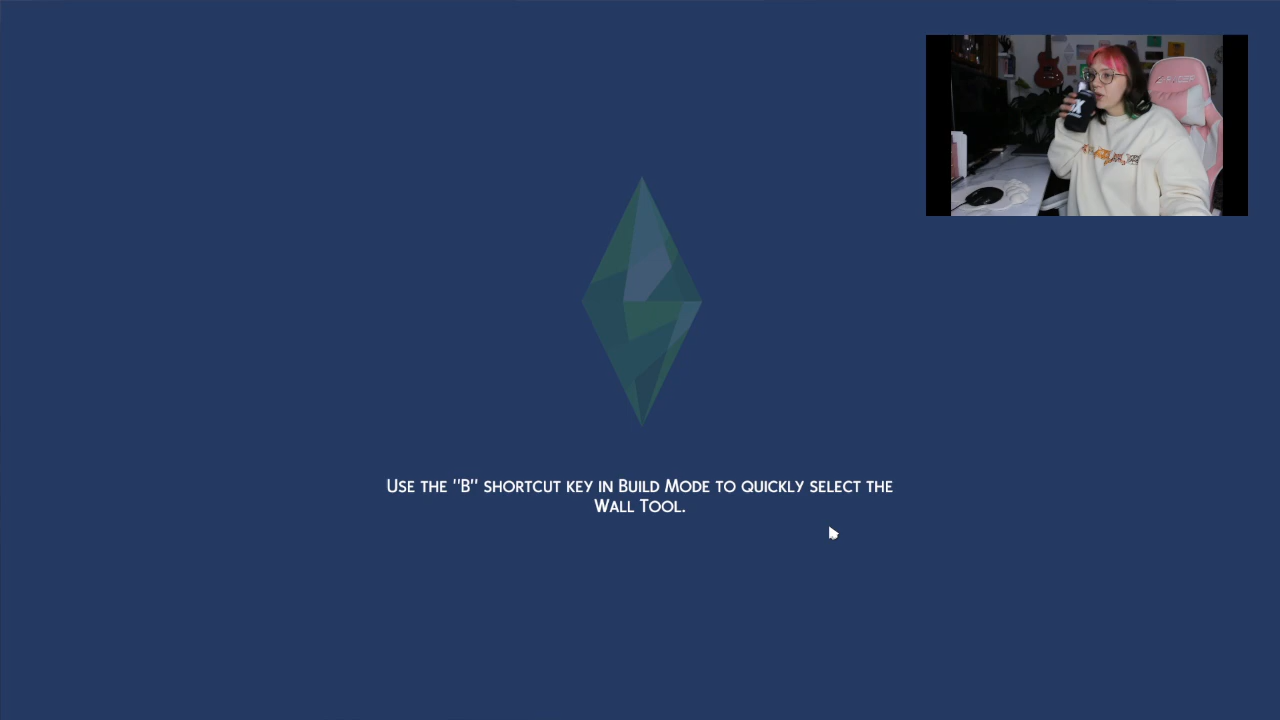 USE THE "B" SHORTCUT KEY IN BUILD MODE TO QUICKLY SELECT THE
WALL TOOL.